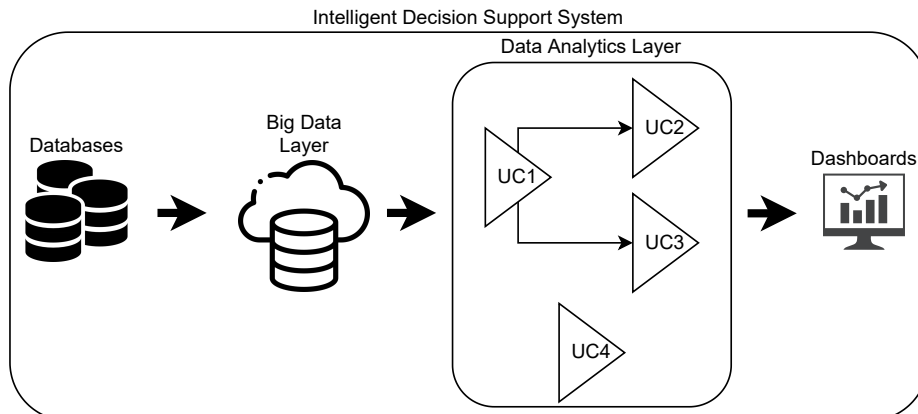 Intelligent Decision Support System
Data Analytics Layer
Databases
Big Data
Layer
UC1
UC2
UC3
UC4
Dashboards